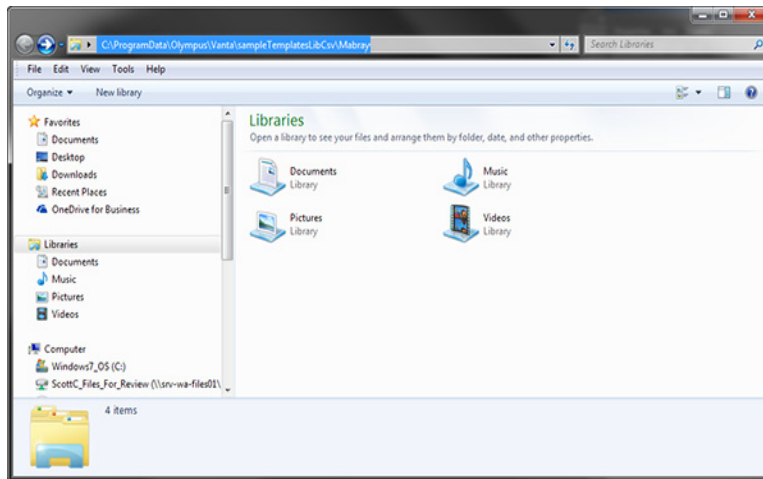 C:\ProgramData\Olympus\Vanta\sampleTemplatesLibCsv\Mabray
Search Libraries
File Edit View Tools Help
Organize New library
Favorites
Documents
Desktop
Downloads
Recent Places
OneDrive for Business
Libraries
Documents
Music
Pictures
Videos
Computer
Windows7_OS (C:)
ScottC_Files_For_Review (\\srv-wa-files01\
Libraries
Open a library to see your files and arrange them by folder, date, and other properties.
Documents
Library
Music
Library
Pictures
Library
Videos
Library
4 items